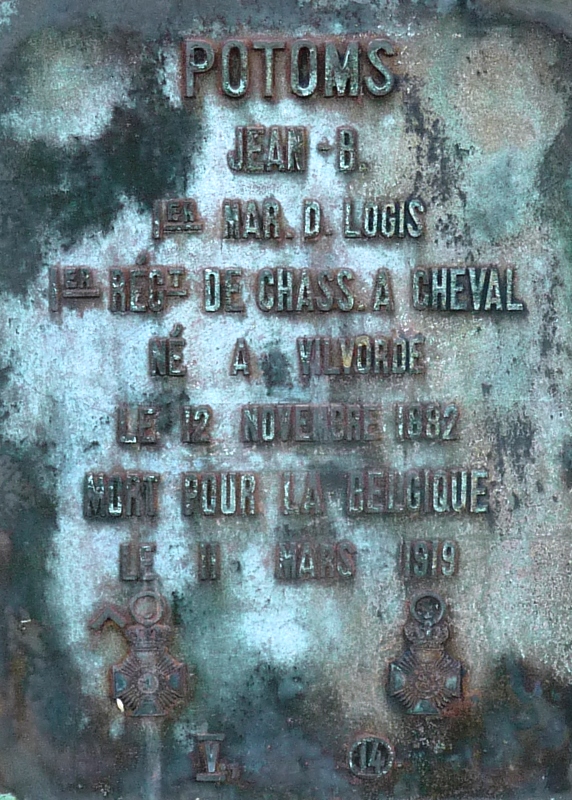 POTOMS
JEAN-B.
1ER MAR. D. LOGIS
1ER RÉGT DE CHASS. A CHEVAL
NÉ A VILVORDE
LE 12 NOVEMBRE 1882
MORT POUR LA BELGIQUE
LE 11 MARS 1919
V
14